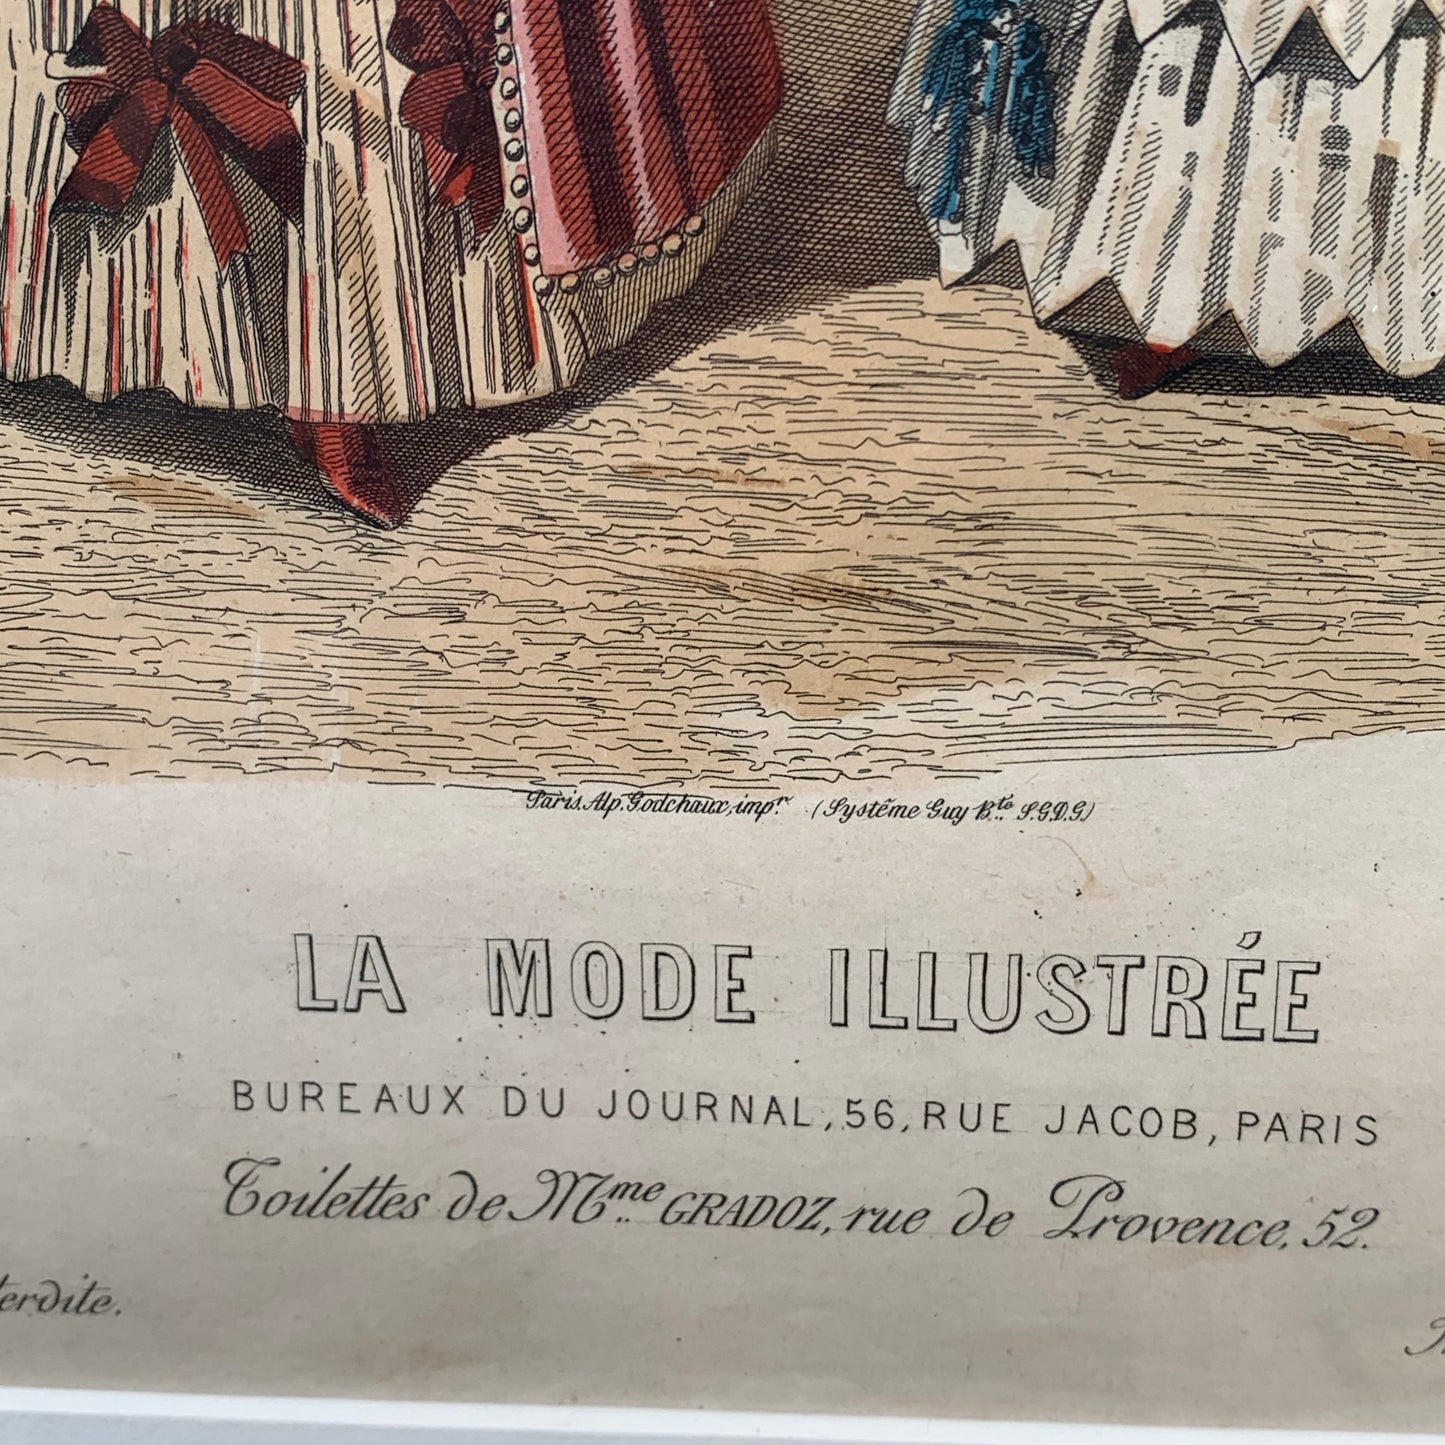 Paris. Alp. Godchaux, impr. (Système Guy Bté S.G.D.G)
LA MODE ILLUSTRÉE
BUREAUX DU JOURNAL, 56, RUE JACOB, PARIS
Toilettes de Mme GRADOZ, rue de Provence, 52.
terdite.